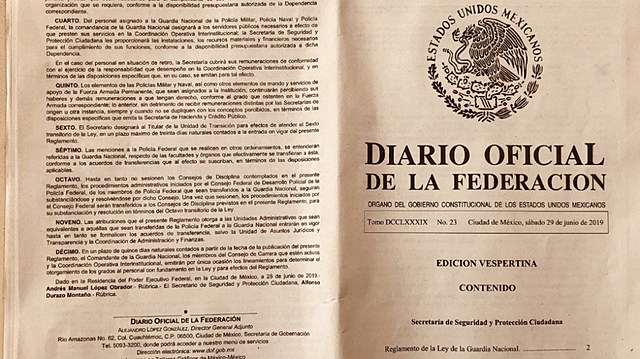 organización que se requiera, conforme a la disponibilidad presupuestaria de la Dependencia
correspondiente.
CUARTO. Del personal asignado a la Guardia Nacional de la Policía Militar, Policía Naval y Policía
Federal, la comandancia de la Guardia Nacional designará a los servidores públicos necesarios a efecto de
que presten sus servicios en la Coordinación Operativa Interinstitucional; la Secretaría de Seguridad y
Protección Ciudadana les proporcionará las instalaciones, los recursos materiales y financieros necesarios
para el cumplimiento de sus funciones, conforme a la disponibilidad presupuestaria autorizada a dicha
Dependencia.
En el caso del personal en situación de retiro, la Secretaría cubrirá sus remuneraciones de conformidad
con el ejercicio de la responsabilidad que desempeñe en la Coordinación Operativa Interinstitucional, y en
términos de las disposiciones específicas que, en su caso, se emitan para tal efecto.
QUINTO. Los elementos de las Policías Militar y Naval, así como otros elementos de mando y servicios de
apoyo de la Fuerza Armada Permanente, que sean asignados a la Institución, continuarán percibiendo sus
haberes y demás remuneraciones a que tengan derecho, conforme al grado que ostenten en la Fuerza
Armada correspondiente; lo anterior, sin detrimento de recibir remuneraciones distintas por las Secretarías de
origen u otra instancia, siempre y cuando no se dupliquen con los conceptos percibidos, en términos de las
disposiciones específicas que emita la Secretaría de Hacienda y Crédito Público.
SEXTO. El Secretario designará al Titular de la Unidad de Transición para efectos de atender el Sexto
transitorio de la Ley, en un plazo máximo de treinta días naturales contados a la entrada en vigor del presente
Reglamento.
SÉPTIMO. Las menciones a la Policía Federal que se realicen en otros ordenamientos, se entenderán
referidas a la Guardia Nacional, respecto de las facultades y órganos que efectivamente se transfieran a ésta,
conforme a los acuerdos de transferencia que al efecto se suscriban, en términos de las disposiciones
aplicables.
OCTAVO. Hasta en tanto no sesionen los Consejos de Disciplina contemplados en el presente
Reglamento, los procedimientos administrativos iniciados por el Consejo Federal de Desarrollo Policial de la
Policía Federal, de los miembros de Policía Federal que sean transferidos a la Guardia Nacional, seguirán
substanciándose y resolviéndose por dicho Consejo. Una vez que sesionen, los procedimientos iniciados por
el Consejo Federal serán transferidos a los Consejos de Disciplina previstos en el presente Reglamento, para
su substanciación y resolución en términos del Octavo transitorio de la Ley.
NOVENO. Las atribuciones que el presente Reglamento otorga a las Unidades Administrativas que sean
equivalentes a aquellas que sean transferidas de la Policía Federal a la Guardia Nacional entrarán en vigor
hasta en tanto se formalicen los acuerdos de transferencia, salvo la Unidad de Asuntos Jurídicos y
Transparencia y la Coordinación de Administración y Finanzas.
DÉCIMO. En un plazo de quince días naturales contados a partir de la fecha de la publicación del presente
Reglamento, el Comandante de la Guardia Nacional, los miembros del Consejo de Carrera que estén activos
y la Coordinación Operativa Interinstitucional, emitirán por única ocasión los lineamientos para determinar el
otorgamiento de los grados al personal con fundamento en la Ley y para efectos del Reglamento.
Dado en la Residencia del Poder Ejecutivo Federal, en la Ciudad de México, a 28 de junio de 2019.-
Andrés Manuel López Obrador.- Rúbrica.- El Secretario de Seguridad y Protección Ciudadana, Alfonso
Durazo Montaño.- Rúbrica.
DIARIO OFICIAL DE LA FEDERACIÓN
ALEJANDRO LÓPEZ GONZÁLEZ, Director General Adjunto
Río Amazonas No. 62, Col. Cuauhtémoc, C.P. 06500, Ciudad de México, Secretaría de Gobernación
Tel. 5093-3200, donde podrá acceder a nuestro menú de servicios
Dirección electrónica: www.dof.gob.mx
ESTADOS UNIDOS MEXICANOS
DIARIO OFICIAL
DE LA FEDERACION
ORGANO DEL GOBIERNO CONSTITUCIONAL DE LOS ESTADOS UNIDOS MEXICANOS
Tomo DCCLXXXIX No. 23 Ciudad de México, sábado 29 de junio de 2019
EDICION VESPERTINA
CONTENIDO
Secretaría de Seguridad y Protección Ciudadana
Reglamento de la Ley de la Guardia Nacional. 2